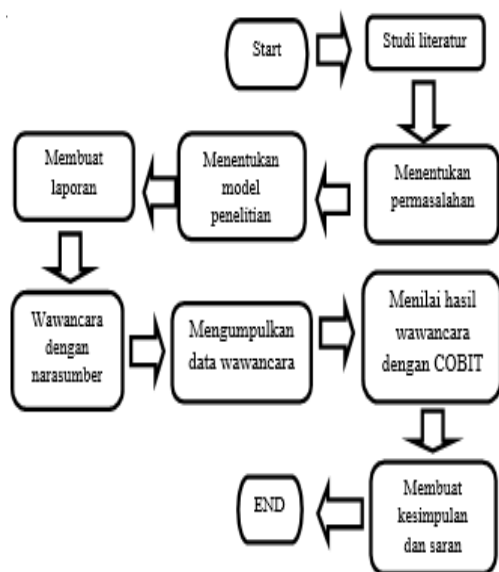 Start
Studi literatur
Menentukan
permasalahan
Menentukan
model
penelitian
Membuat
laporan
Wawancara
dengan
narasumber
Mengumpulkan
data wawancara
Menilai hasil
wawancara
dengan COBIT
Membuat
kesimpulan
dan saran
END